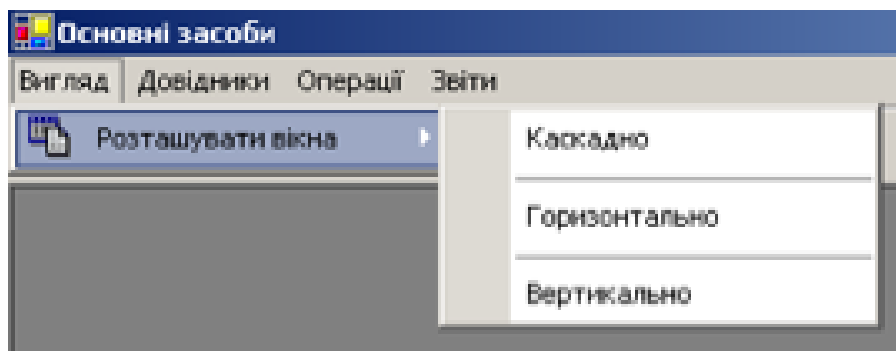 Основні засоби
Вигляд Довідники Операції Звіти
Розташувати вікна
Каскадно
Горизонтально
Вертикально